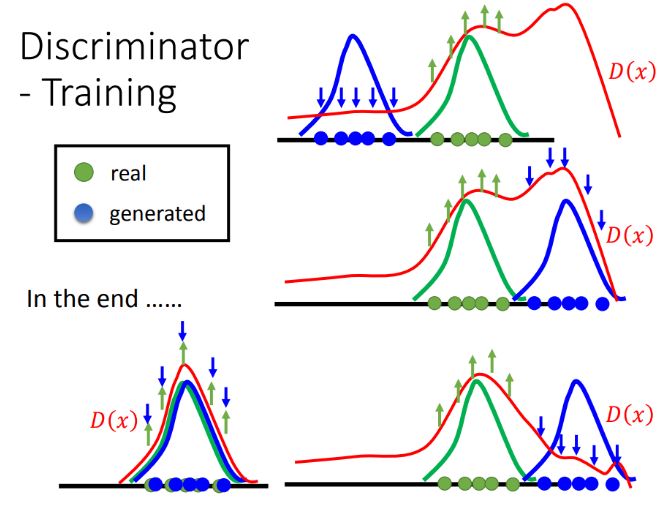 Discriminator
- Training
real
generated
In the end ……
D(x)
D(x)
D(x)
D(x)